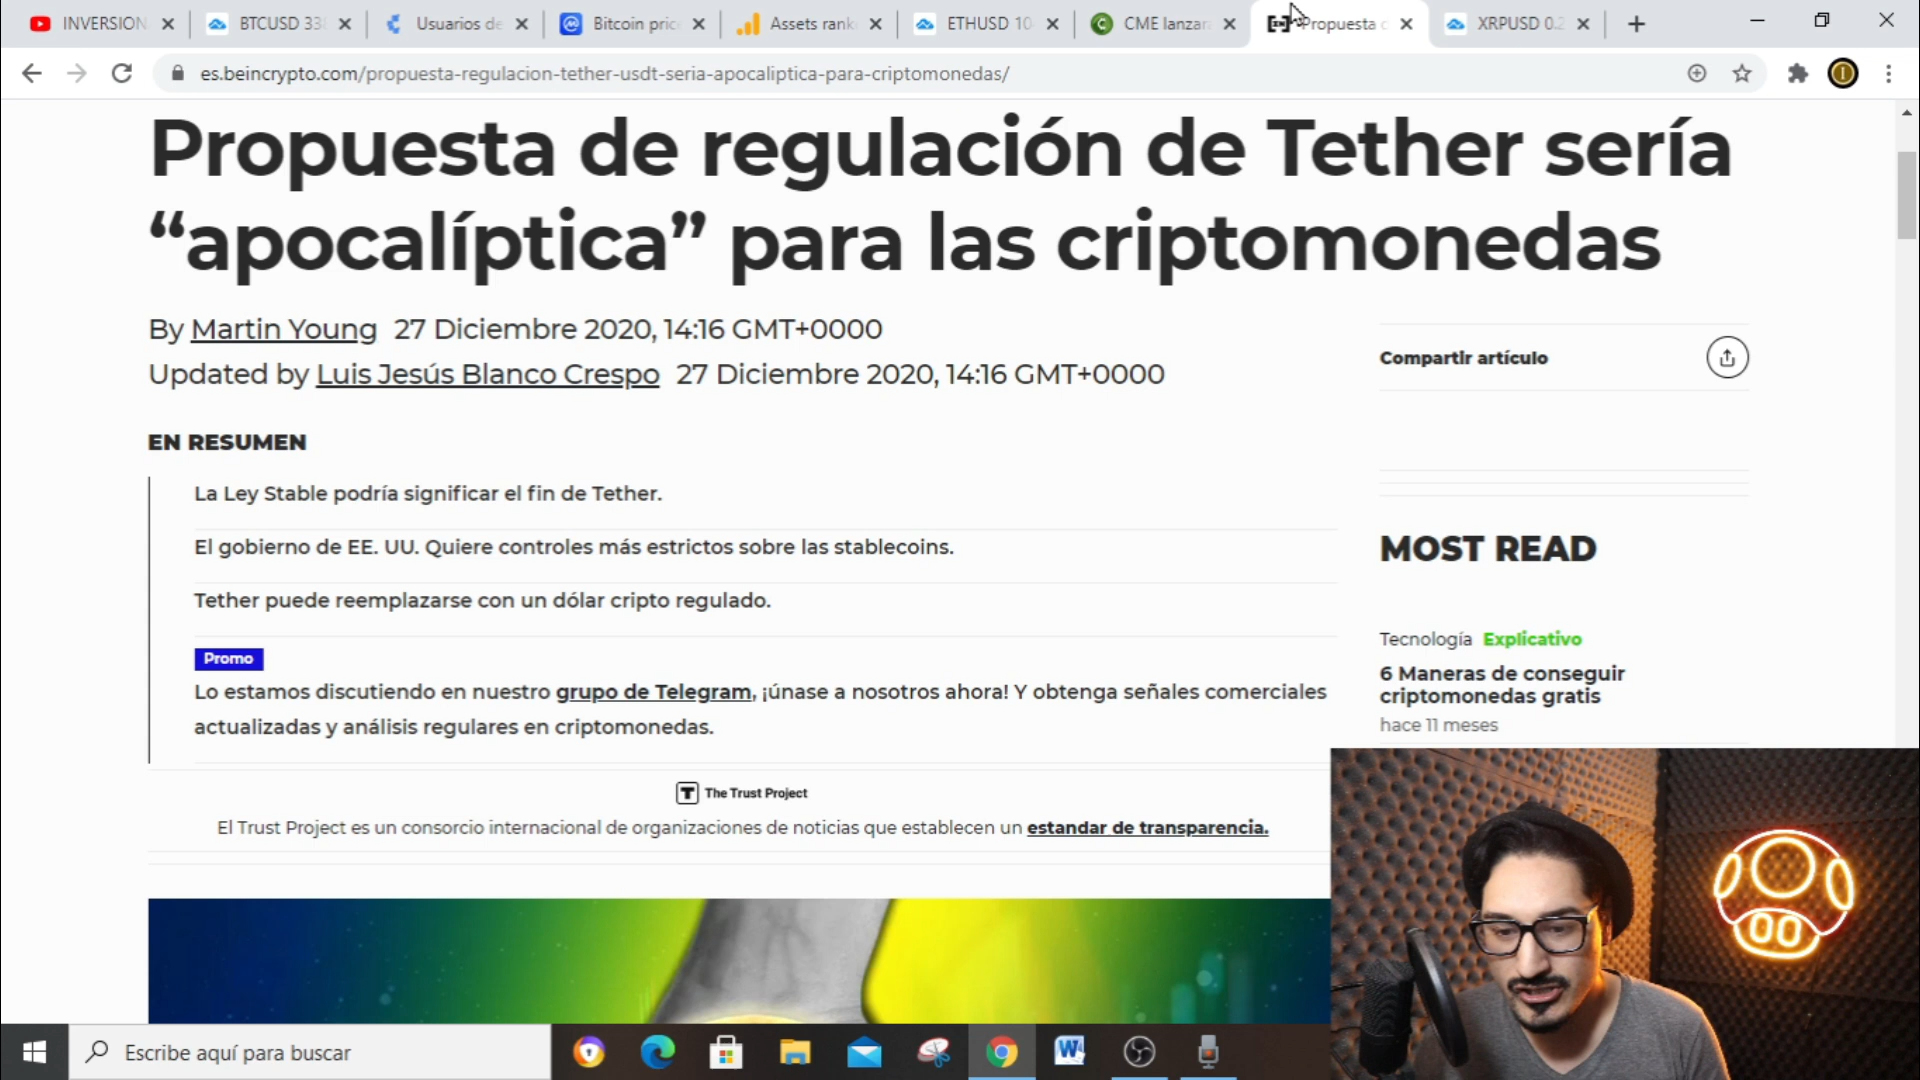 INVERSION
BTCUSD 33
Usuarios de
Bitcoin pric
Assets rank
ETHUSD 10
CME lanzar
Propuesta c
XRPUSD 0.2
es.beincrypto.com/propuesta-regulacion-tether-usdt-seria-apocaliptica-para-criptomonedas/
Propuesta de regulación de Tether sería
“apocalíptica” para las criptomonedas
By Martin Young 27 Diciembre 2020, 14:16 GMT+0000
Updated by Luis Jesús Blanco Crespo 27 Diciembre 2020, 14:16 GMT+0000
Compartir artículo
EN RESUMEN
La Ley Stable podría significar el fin de Tether.
El gobierno de EE. UU. Quiere controles más estrictos sobre las stablecoins.
Tether puede reemplazarse con un dólar cripto regulado.
Promo
Lo estamos discutiendo en nuestro grupo de Telegram, ¡únase a nosotros ahora! Y obtenga señales comerciales
actualizadas y análisis regulares en criptomonedas.
MOST READ
Tecnología Explicativo
6 Maneras de conseguir
criptomonedas gratis
hace 11 meses
The Trust Project
El Trust Project es un consorcio internacional de organizaciones de noticias que establecen un estandar de transparencia.
Escribe aquí para buscar